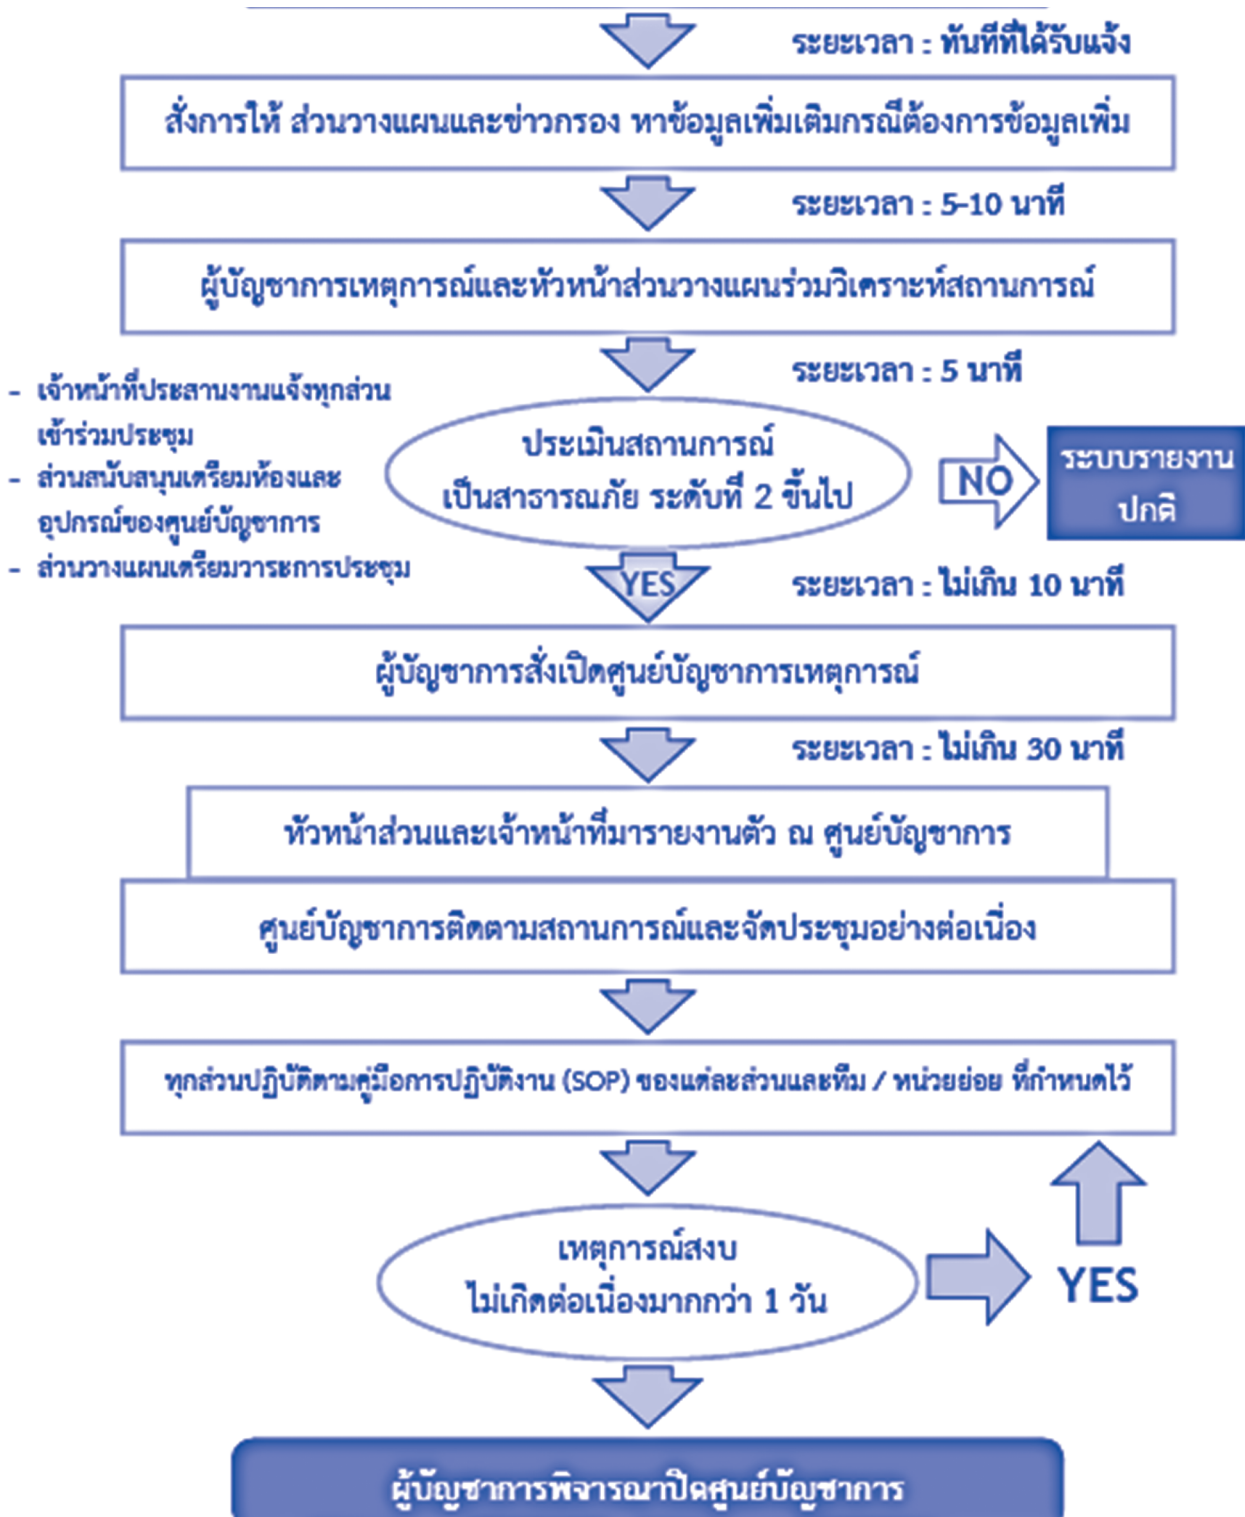 ระยะเวลา : ทันทีที่ได้รับแจ้ง
สั่งการให้ ส่วนวางแผนและข่าวกรอง หาข้อมูลเพิ่มเติมกรณีต้องการข้อมูลเพิ่ม
ระยะเวลา : 5-10 นาที
ผู้บัญชาการเหตุการณ์และหัวหน้าส่วนวางแผนร่วมวิเคราะห์สถานการณ์
ระยะเวลา : 5 นาที
- เจ้าหน้าที่ประสานงานแจ้งทุกส่วน
เข้าร่วมประชุม
- ส่วนสนับสนุนเตรียมห้องและ
อุปกรณ์ของศูนย์บัญชาการ
- ส่วนวางแผนเตรียมวาระการประชุม
ประเมินสถานการณ์
เป็นสาธารณภัย ระดับที่ 2 ขึ้นไป
NO
ระบบรายงาน
ปกติ
YES
ระยะเวลา : ไม่เกิน 10 นาที
ผู้บัญชาการสั่งเปิดศูนย์บัญชาการเหตุการณ์
ระยะเวลา : ไม่เกิน 30 นาที
หัวหน้าส่วนและเจ้าหน้าที่มารายงานตัว ณ ศูนย์บัญชาการ
ศูนย์บัญชาการติดตามสถานการณ์และจัดประชุมอย่างต่อเนื่อง
ทุกส่วนปฏิบัติตามคู่มือการปฏิบัติงาน (SOP) ของแต่ละส่วนและทีม / หน่วยย่อย ที่กำหนดไว้
เหตุการณ์สงบ
ไม่เกิดต่อเนื่องมากกว่า 1 วัน
YES
ผู้บัญชาการพิจารณาปิดศูนย์บัญชาการ